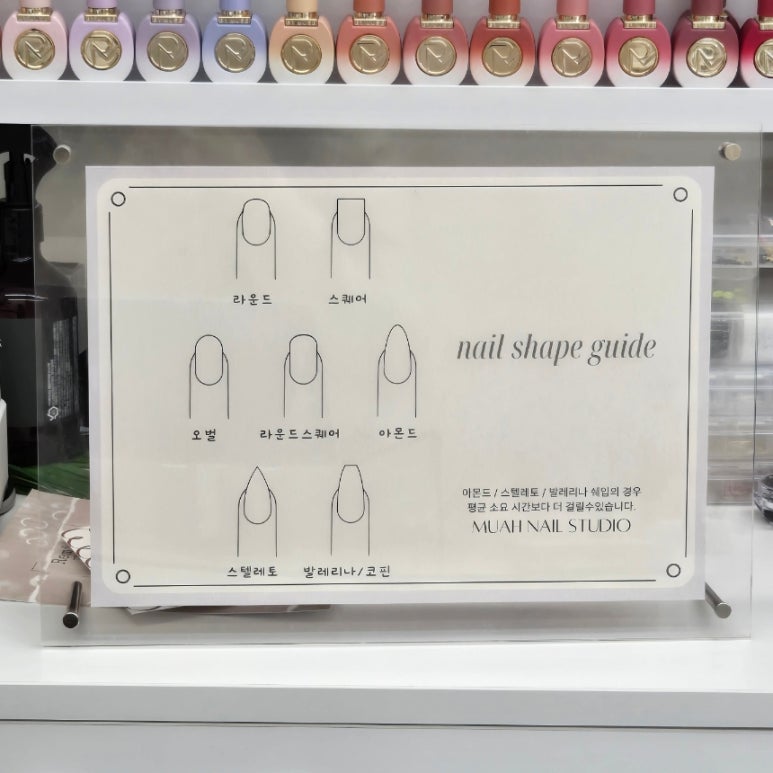 라운드 스퀘어
nail shape guide
오벌 라운드스퀘어 아몬드
아몬드 / 스텔레토 / 발레리나 쉐입의 경우
평균 소요 시간보다 더 걸릴수있습니다.
MUAH NAIL STUDIO
스텔레토 발레리나/코핀